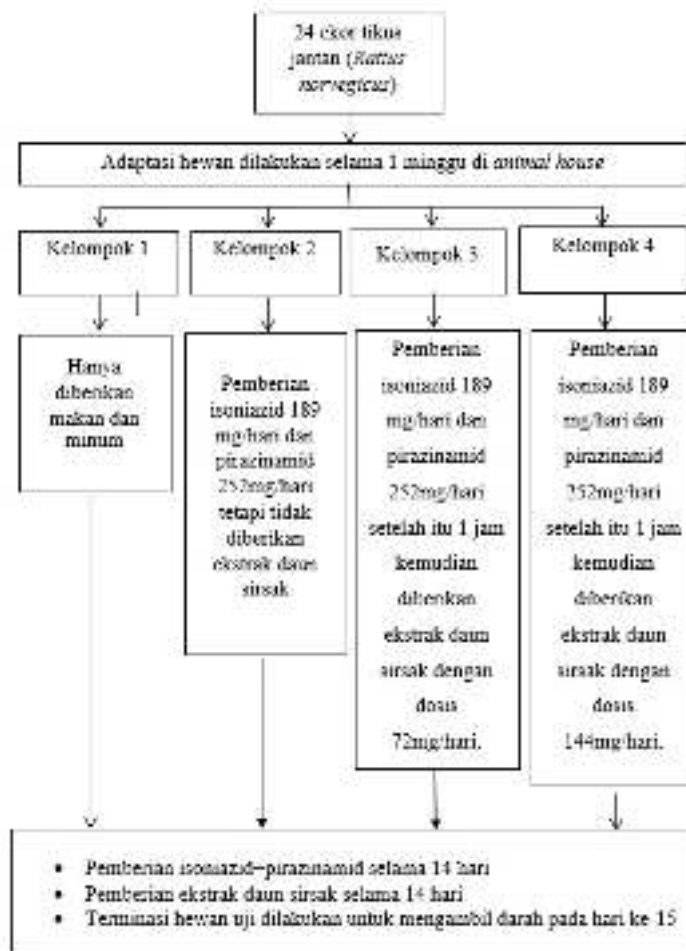 24 ekor tikus
jantan (Rattus
norvegicus)
Adaptasi hewan dilakukan selama 1 minggu di animal house
Kelompok 1
Kelompok 2
Kelompok 3
Kelompok 4
Hanya
diberikan
makan dan
minum
Pemberian
isoniazid 189
mg/hari dan
pirazinamid
252mg/hari
tetapi tidak
diberikan
ekstrak daun
sirsak
Pemberian
isoniazid 189
mg/hari dan
pirazinamid
252mg/hari
setelah itu 1 jam
kemudian
diberikan
ekstrak daun
sirsak dengan
dosis
72mg/hari.
Pemberian
isoniazid 189
mg/hari dan
pirazinamid
252mg/hari
setelah itu 1 jam
kemudian
diberikan
ekstrak daun
sirsak dengan
dosis
144mg/hari.
• Pemberian isoniazid–pirazinamid selama 14 hari
• Pemberian ekstrak daun sirsak selama 14 hari
• Terminasi hewan uji dilakukan untuk mengambil darah pada hari ke-15